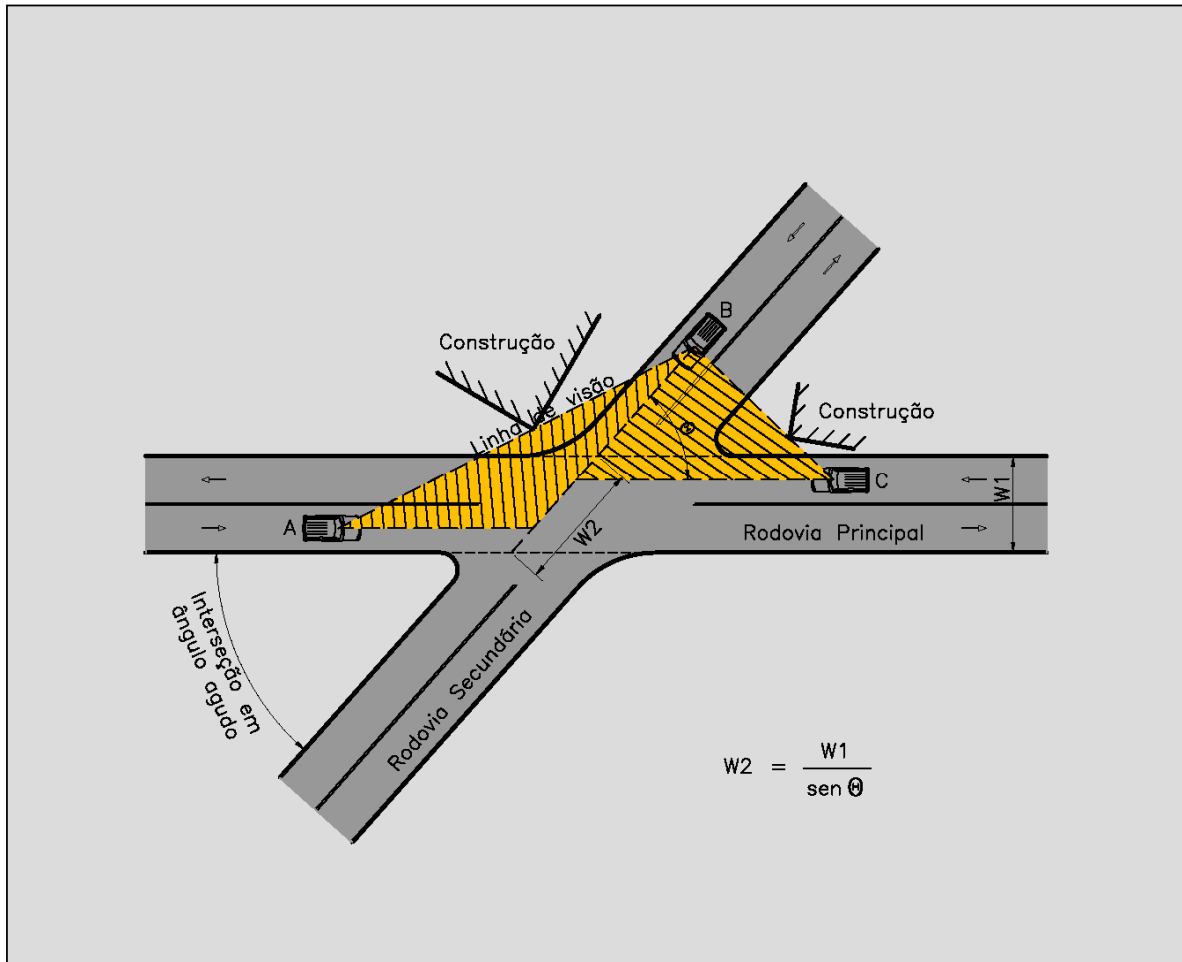 B
Construção
Linha de visão
Construção
Θ
C
W1
A
W2
Rodovia Principal
Interseção em
ângulo agudo
Rodovia Secundária
W2 = W1
sen Θ